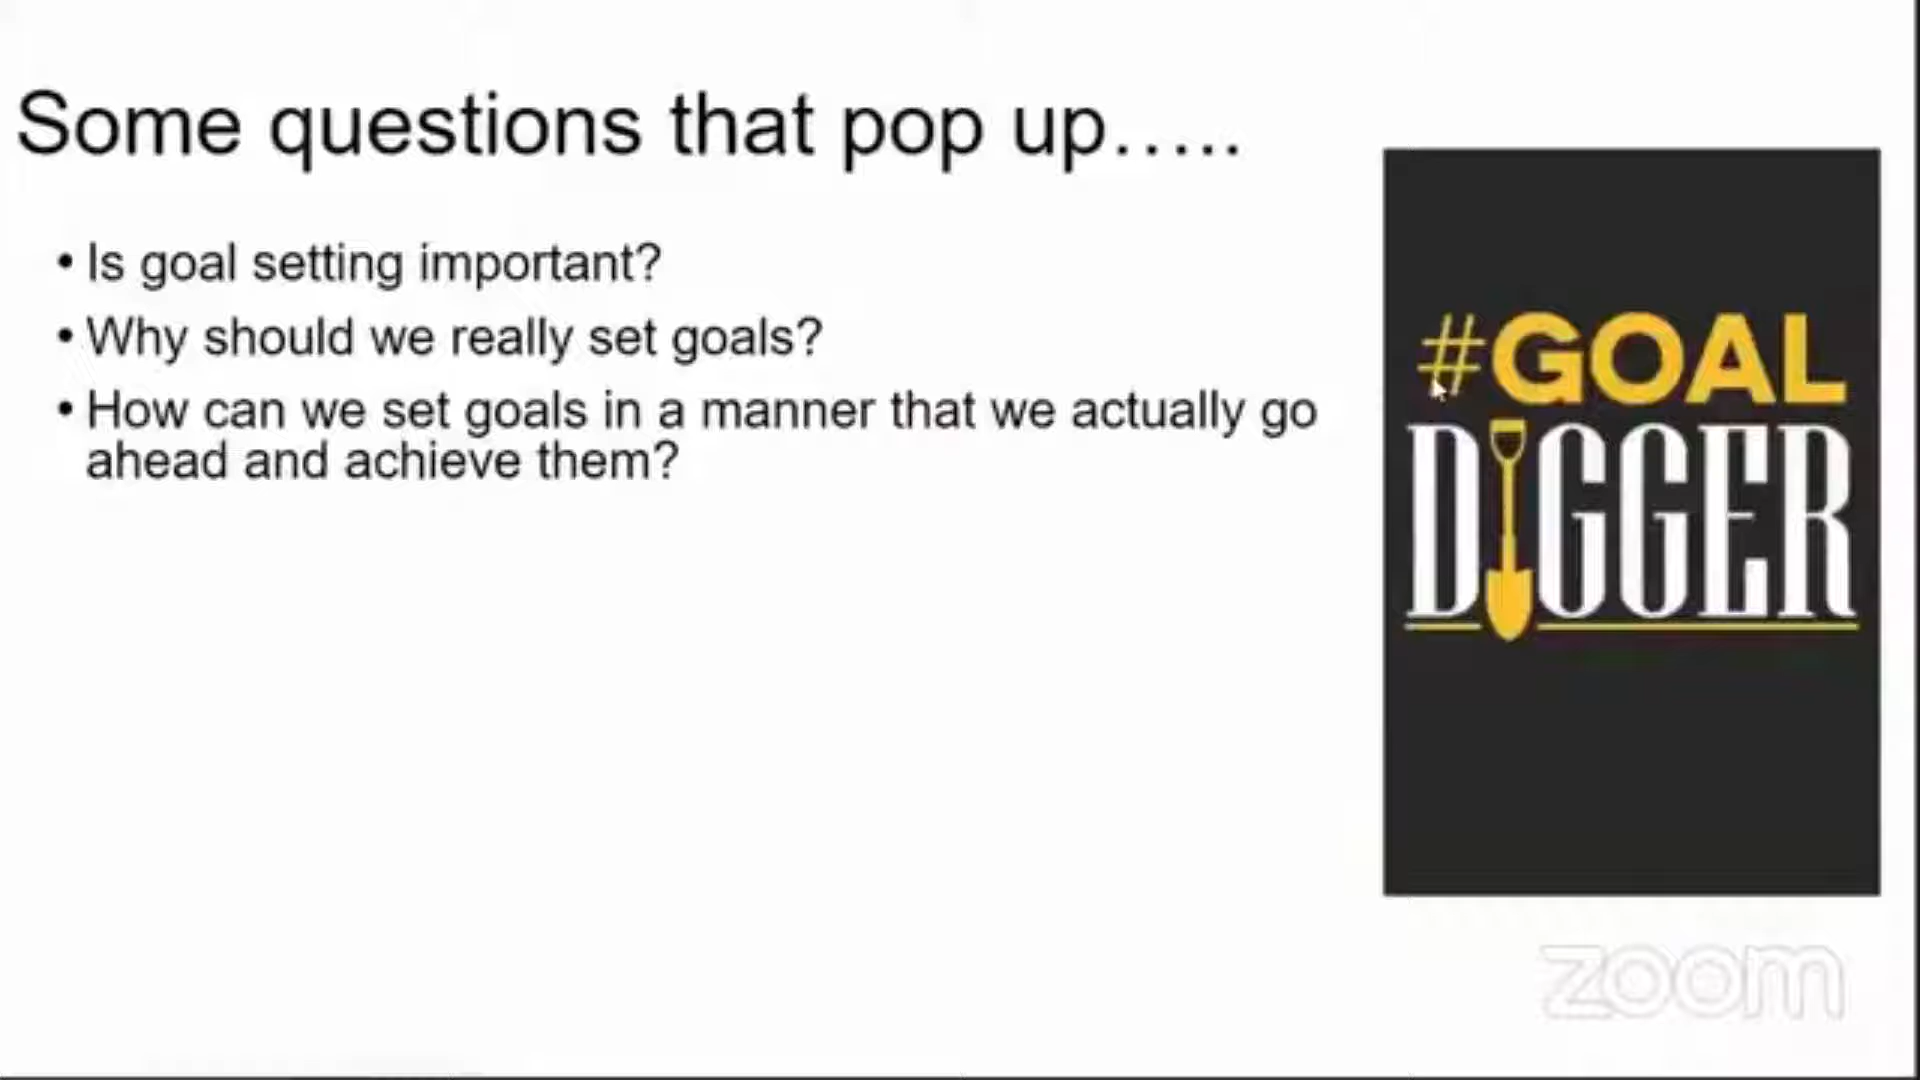 Some questions that pop up…..
• Is goal setting important?
• Why should we really set goals?
• How can we set goals in a manner that we actually go
ahead and achieve them?
#GOAL
DIGGER
zoom